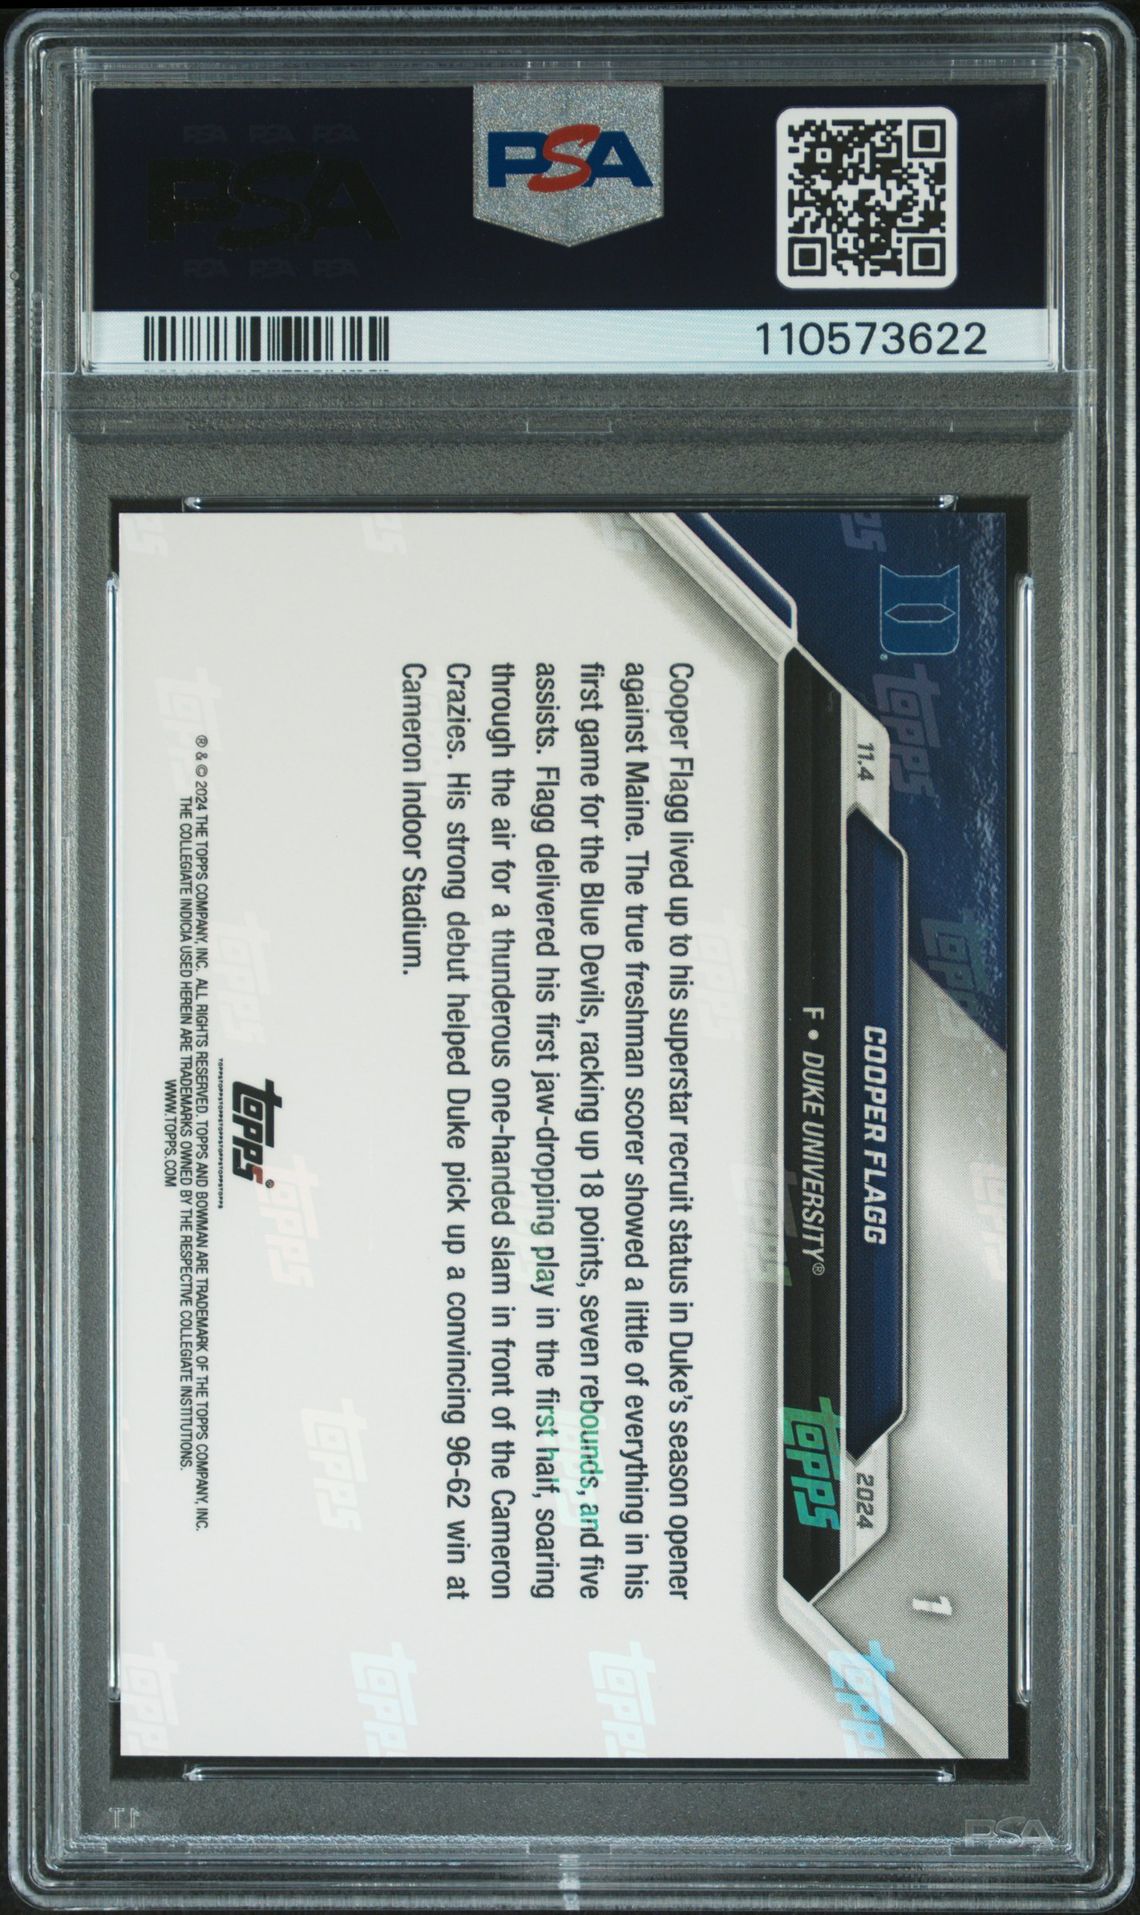 PSA
110573622
11.4
COOPER FLAGG
2024
1
F • DUKE UNIVERSITY®
Cooper Flagg lived up to his superstar recruit status in Duke's season opener
against Maine. The true freshman scorer showed a little of everything in his
first game for the Blue Devils, racking up 18 points, seven rebounds, and five
assists. Flagg delivered his first jaw-dropping play in the first half, soaring
through the air for a thunderous one-handed slam in front of the Cameron
Crazies. His strong debut helped Duke pick up a convincing 96-62 win at
Cameron Indoor Stadium.
topps®
® & © 2024 THE TOPPS COMPANY, INC. ALL RIGHTS RESERVED. TOPPS AND BOWMAN ARE TRADEMARK OF THE TOPPS COMPANY, INC.
THE COLLEGIATE INDICIA USED HEREIN ARE TRADEMARKS OWNED BY THE RESPECTIVE COLLEGIATE INSTITUTIONS.
WWW.TOPPS.COM
PSA